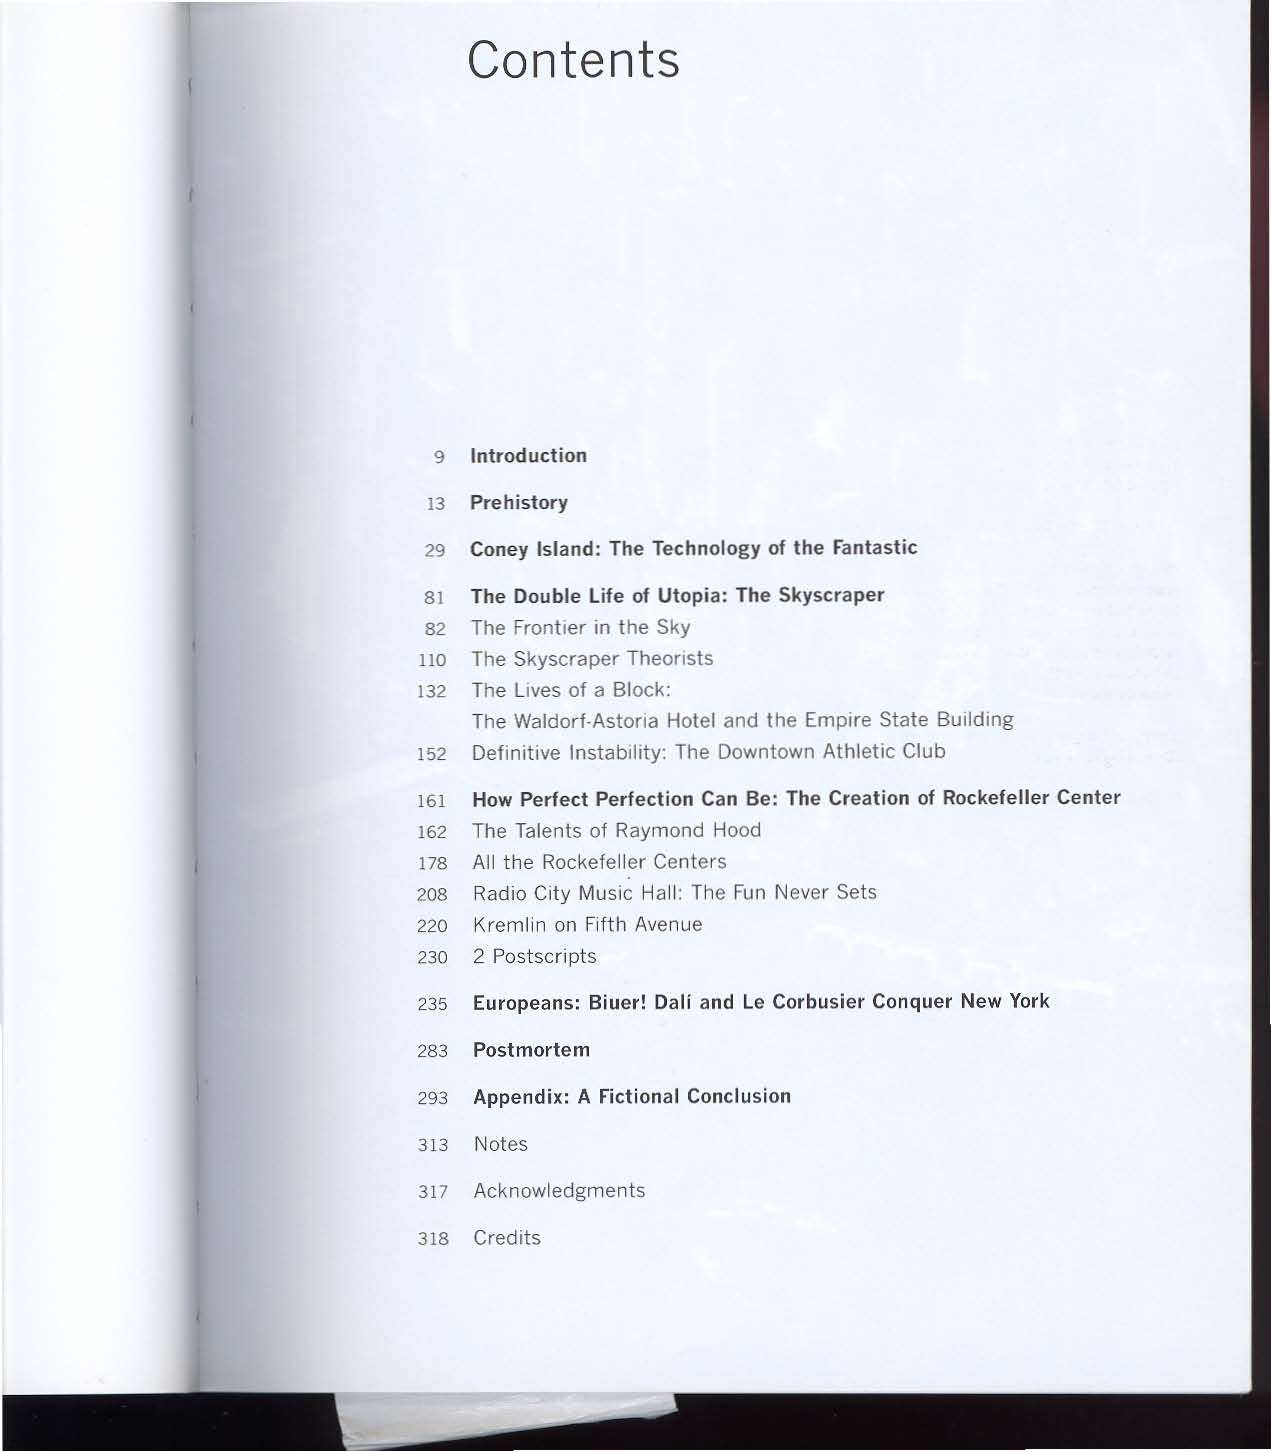 Contents
9 Introduction
13 Prehistory
29 Coney Island: The Technology of the Fantastic
81 The Double Life of Utopia: The Skyscraper
82 The Frontier in the Sky
110 The Skyscraper Theorists
132 The Lives of a Block:
The Waldorf-Astoria Hotel and the Empire State Building
152 Definitive Instability: The Downtown Athletic Club
161 How Perfect Perfection Can Be: The Creation of Rockefeller Center
162 The Talents of Raymond Hood
178 All the Rockefeller Centers
208 Radio City Music Hall: The Fun Never Sets
220 Kremlin on Fifth Avenue
230 2 Postscripts
235 Europeans: Biuer! Dalí and Le Corbusier Conquer New York
283 Postmortem
293 Appendix: A Fictional Conclusion
313 Notes
317 Acknowledgments
318 Credits